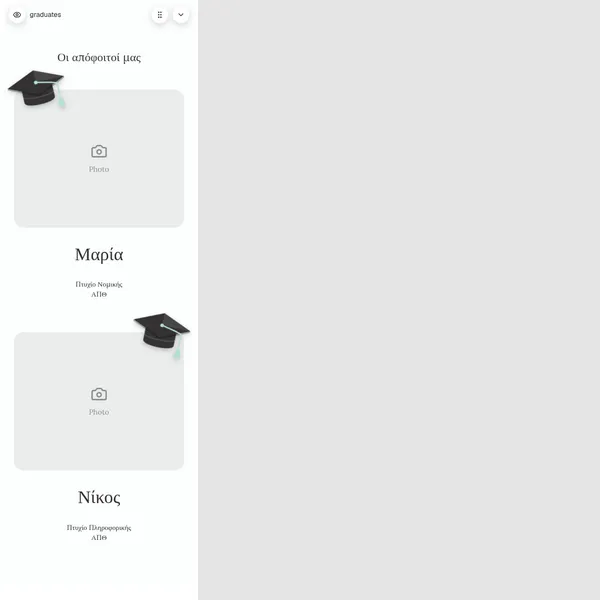 graduates
Οι απόφοιτοί μας
Photo
Μαρία
Πτυχίο Νομικής
ΑΠΘ
Photo
Νίκος
Πτυχίο Πληροφορικής
ΑΠΘ